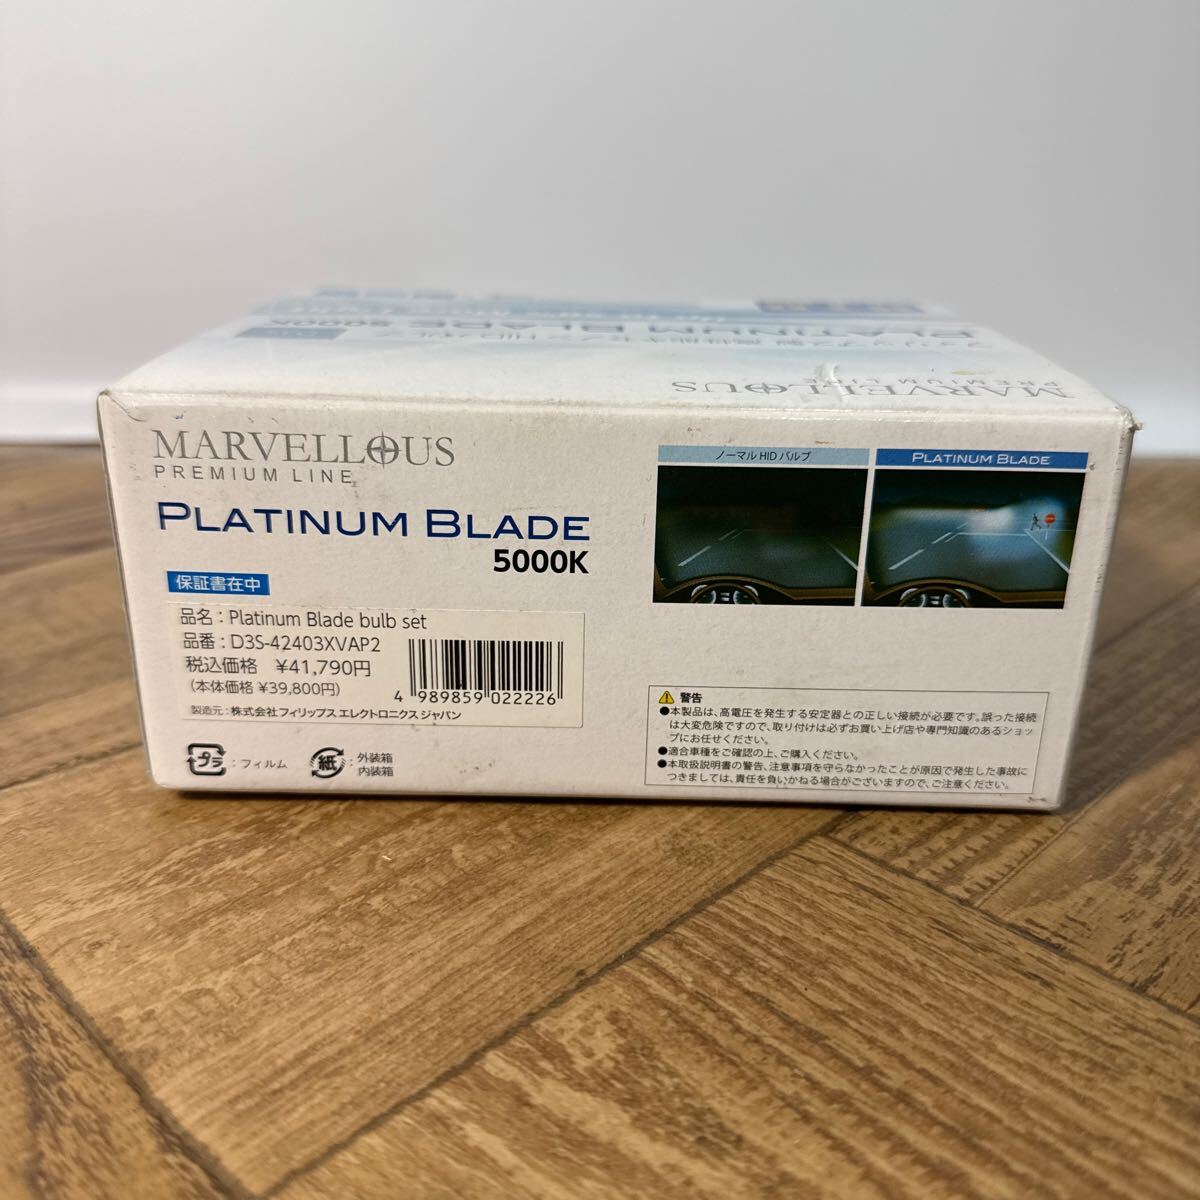 PLATINUM BLADE 5000K
MARVELLOUS
PREMIUM LINE
MARVELLOUS
PREMIUM LINE
PLATINUM BLADE
5000K
保証書在中
品名：Platinum Blade bulb set
品番：D3S-42403XVAP2
税込価格　¥41,790円
（本体価格 ¥39,800円）
4 989859 022226
製造元：株式会社フィリップス エレクトロニクス ジャパン
プラ：フィルム
紙：外装箱
内装箱
ノーマル HID バルブ
PLATINUM BLADE
警告
●本製品は、高電圧を発生する安定器との正しい接続が必要です。誤った接続
は大変危険ですので、取り付けは必ずお買い上げ店や専門知識のあるショッ
プにお任せください。
●適合車種をご確認の上、ご購入ください。
●本取扱説明書の警告、注意事項を守らなかったことが原因で発生した事故に
つきましては、責任を負いかねる場合がございますので、ご注意ください。